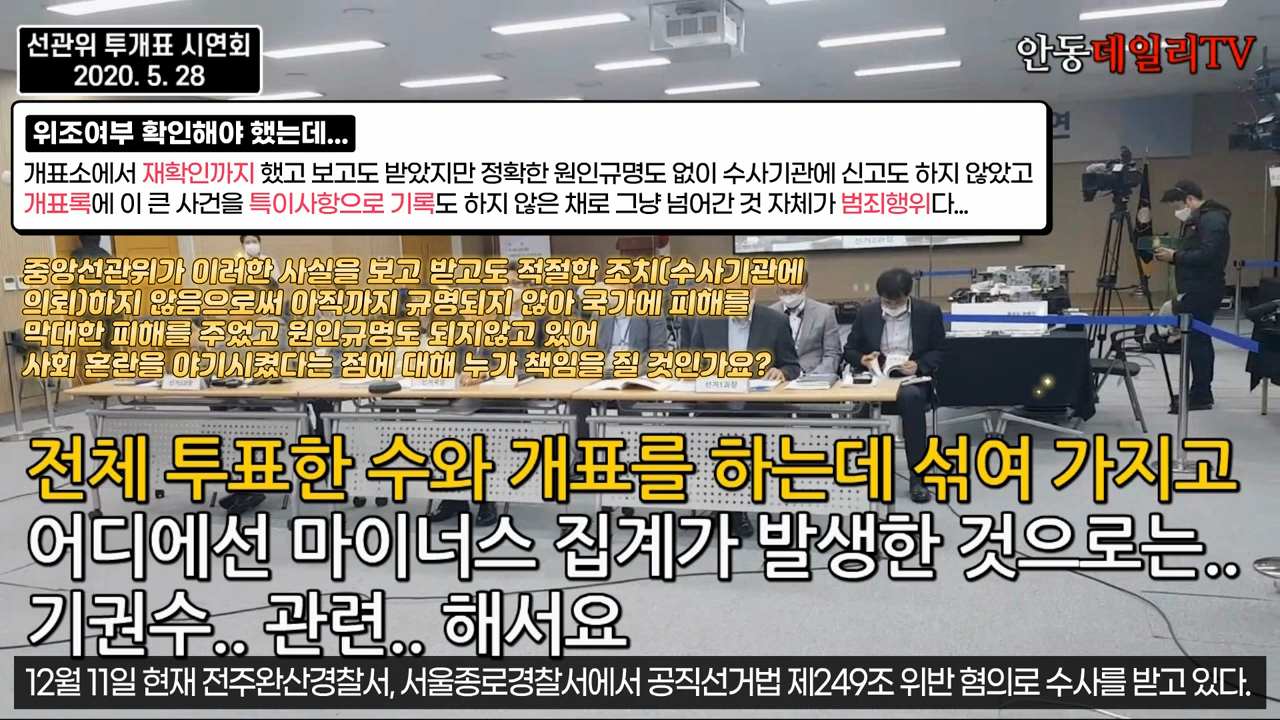 선관위 투개표 시연회
2020. 5. 28
안동데일리TV
위조여부 확인해야 했는데...
개표소에서 재확인까지 했고 보고도 받았지만 정확한 원인규명도 없이 수사기관에 신고도 하지 않았고
개표록에 이 큰 사건을 특이사항으로 기록도 하지 않은 채로 그냥 넘어간 것 자체가 범죄행위다...
중앙선관위가 이러한 사실을 보고 받고도 적절한 조치(수사기관에
의뢰)하지 않음으로써 아직까지 규명되지 않아 국가에 피해를
막대한 피해를 주었고 원인규명도 되지않고 있어
사회 혼란을 야기시켰다는 점에 대해 누가 책임을 질 것인가요?
선거1과장
전체 투표한 수와 개표를 하는데 섞여 가지고
어디에선 마이너스 집계가 발생한 것으로는..
기권수.. 관련.. 해서요
12월 11일 현재 전주완산경찰서, 서울종로경찰서에서 공직선거법 제249조 위반 혐의로 수사를 받고 있다.